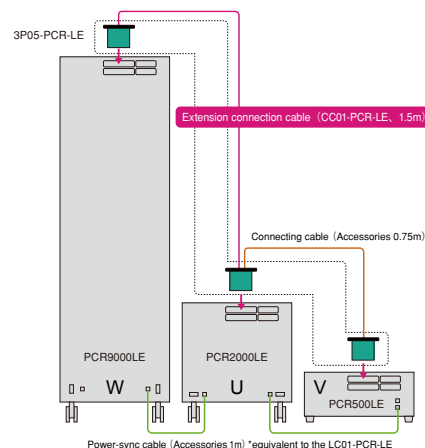 3P05-PCR-LE
Extension connection cable（CC01-PCR-LE、1.5m）
Connecting cable（Accessories 0.75m）
PCR9000LE
W
PCR2000LE
U
V
PCR500LE
Power-sync cable（Accessories 1m）*equivalent to the LC01-PCR-LE